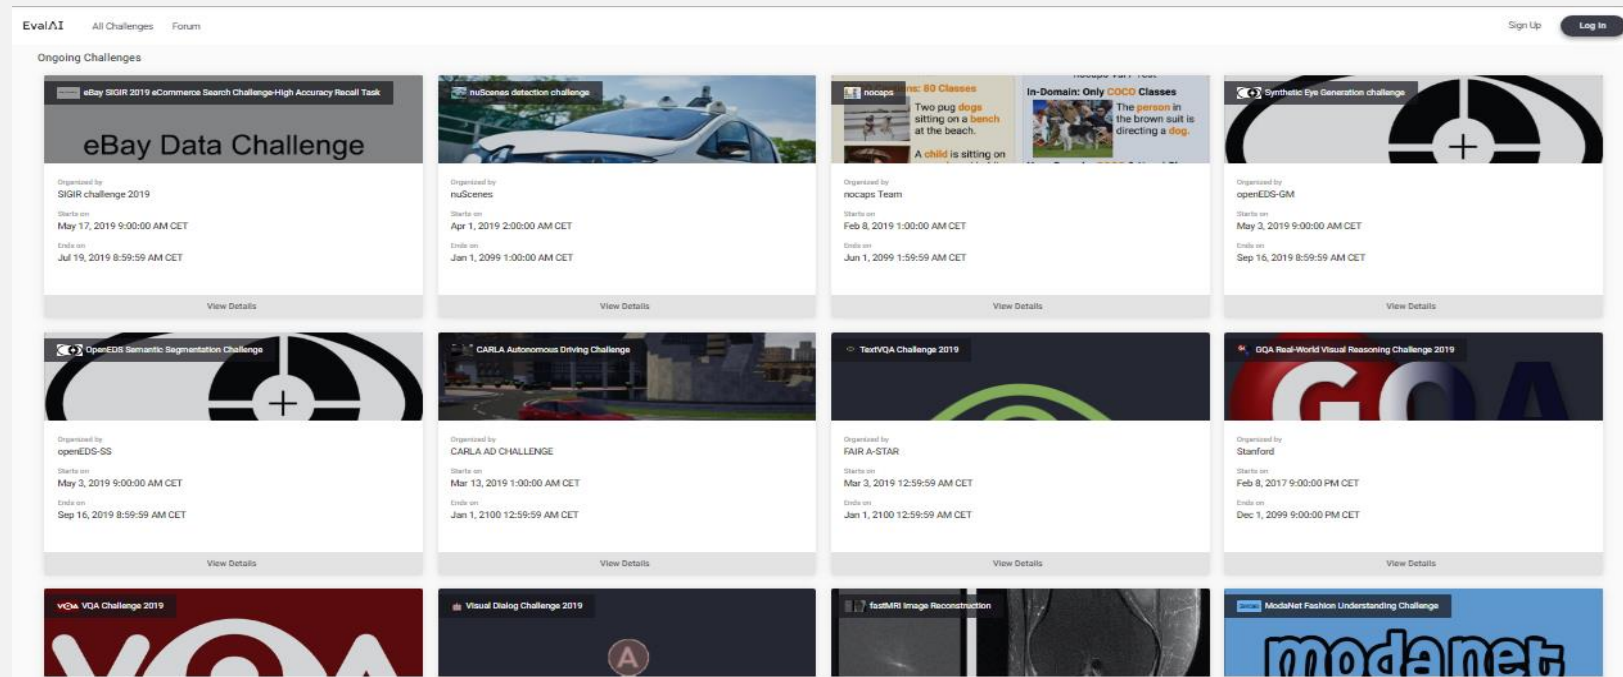 EvalAI All Challenges Forum Sign Up Log In
Ongoing Challenges
eBay SIGIR 2019 eCommerce Search Challenge-High Accuracy Recall Task
eBay Data Challenge
Organized by
SIGIR challenge 2019
Starts on
May 17, 2019 9:00:00 AM CET
Ends on
Jul 19, 2019 8:59:59 AM CET
View Details
nuScenes detection challenge
Organized by
nuScenes
Starts on
Apr 1, 2019 2:00:00 AM CET
Ends on
Jan 1, 2099 1:00:00 AM CET
View Details
nocaps
80 Classes
Two pug dogs
sitting on a bench
at the beach.
A child is sitting on
In-Domain: Only COCO Classes
The person in
the brown suit is
directing a dog.
Organized by
nocaps Team
Starts on
Feb 8, 2019 1:00:00 AM CET
Ends on
Jun 1, 2099 1:59:59 AM CET
View Details
Synthetic Eye Generation challenge
Organized by
openEDS-GM
Starts on
May 3, 2019 9:00:00 AM CET
Ends on
Sep 16, 2019 8:59:59 AM CET
View Details
OpenEDS Semantic Segmentation Challenge
Organized by
openEDS-SS
Starts on
May 3, 2019 9:00:00 AM CET
Ends on
Sep 16, 2019 8:59:59 AM CET
View Details
CARLA Autonomous Driving Challenge
Organized by
CARLA AD CHALLENGE
Starts on
Mar 13, 2019 1:00:00 AM CET
Ends on
Jan 1, 2100 12:59:59 AM CET
View Details
TextVQA Challenge 2019
Organized by
FAIR A-STAR
Starts on
Mar 3, 2019 12:59:59 AM CET
Ends on
Jan 1, 2100 12:59:59 AM CET
View Details
GQA Real-World Visual Reasoning Challenge 2019
GQA
Organized by
Stanford
Starts on
Feb 8, 2017 9:00:00 PM CET
Ends on
Dec 1, 2099 9:00:00 PM CET
View Details
VQA VQA Challenge 2019
VQA
Visual Dialog Challenge 2019
A
fastMRI Image Reconstruction
ModaNet Fashion Understanding Challenge
modanet